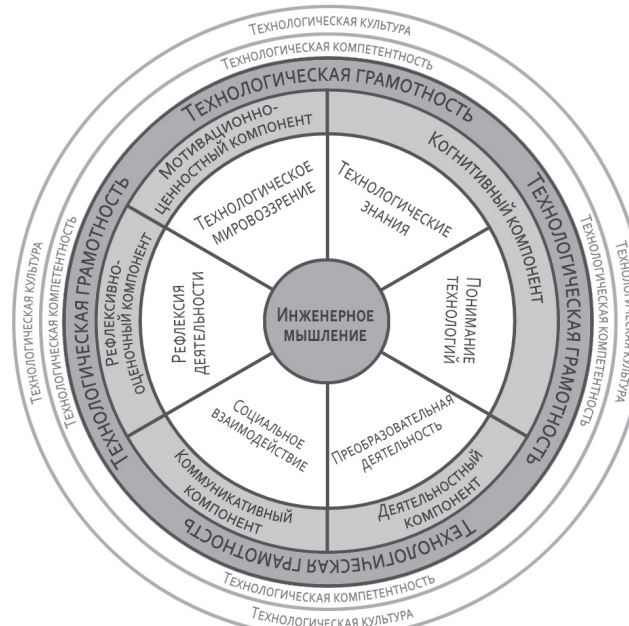 Технологическая культура
Технологическая компетентность
Технологическая грамотность
Мотивационно-
ценностный компонент
Когнитивный компонент
Технологическое
мировоззрение
Технологические
знания
Технологическая грамотность
Технологическая грамотность
Технологическая культура
Технологическая компетентность
Рефлексивно-
оценочный компонент
Рефлексия
деятельности
Инженерное
мышление
Понимание
технологий
Технологическая компетентность
Технологическая культура
Социальное
взаимодействие
Преобразовательная
деятельность
Коммуникативный
компонент
Деятельностный
компонент
Технологическая грамотность
Технологическая компетентность
Технологическая культура